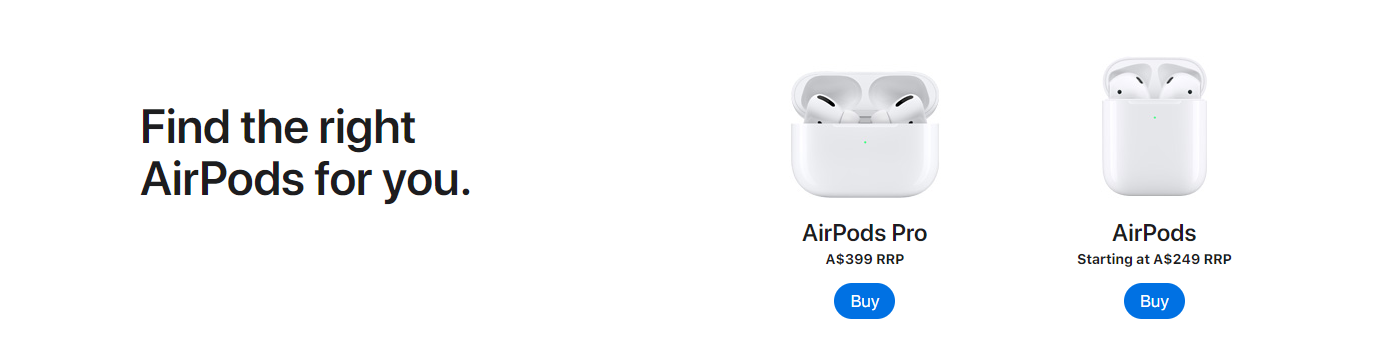 Find the right
AirPods for you.
AirPods Pro
A$399 RRP
Buy
AirPods
Starting at A$249 RRP
Buy